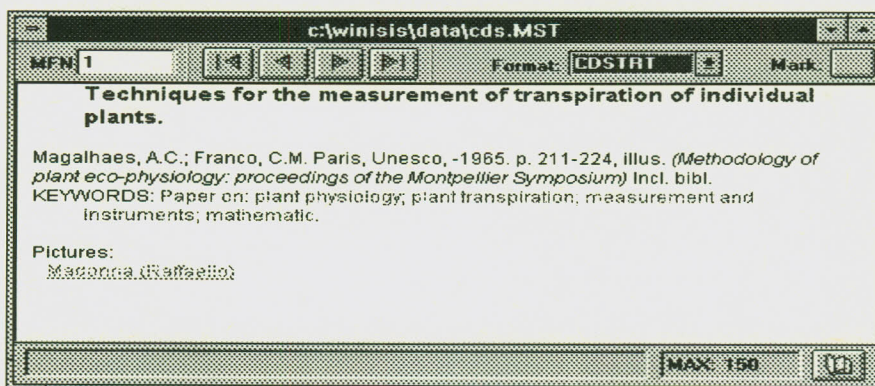 c:\winisis\data\cds.MST
MFN: 1 Format: CDSTRT Mark:
Techniques for the measurement of transpiration of individual
plants.
Magalhaes, A.C.; Franco, C.M. Paris, Unesco, -1965. p. 211-224, illus. (Methodology of
plant eco-physiology: proceedings of the Montpellier Symposium) Incl. bibl.
KEYWORDS: Paper on: plant physiology; plant transpiration; measurement and
instruments; mathematic.
Pictures:
Madonna (Raffaello)
MAX: 150